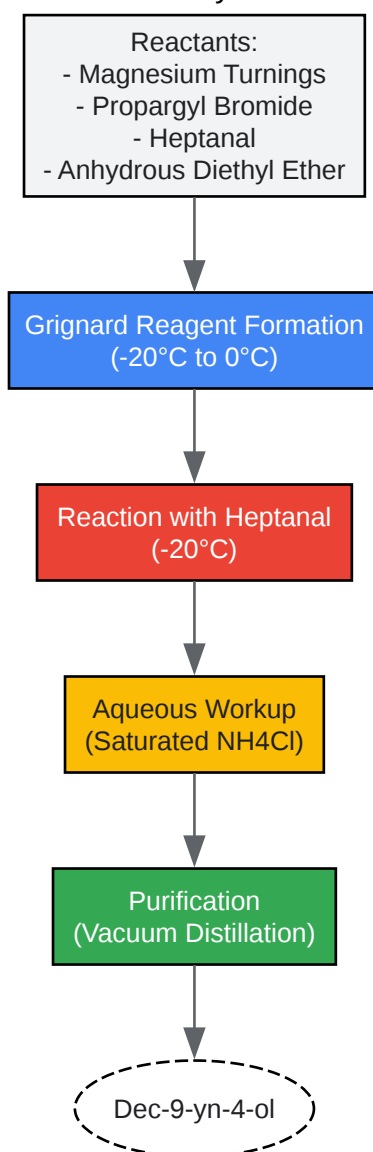 Reactants:
- Magnesium Turnings
- Propargyl Bromide
- Heptanal
- Anhydrous Diethyl Ether
Grignard Reagent Formation
(-20°C to 0°C)
Reaction with Heptanal
(-20°C)
Aqueous Workup
(Saturated NH4Cl)
Purification
(Vacuum Distillation)
Dec-9-yn-4-ol